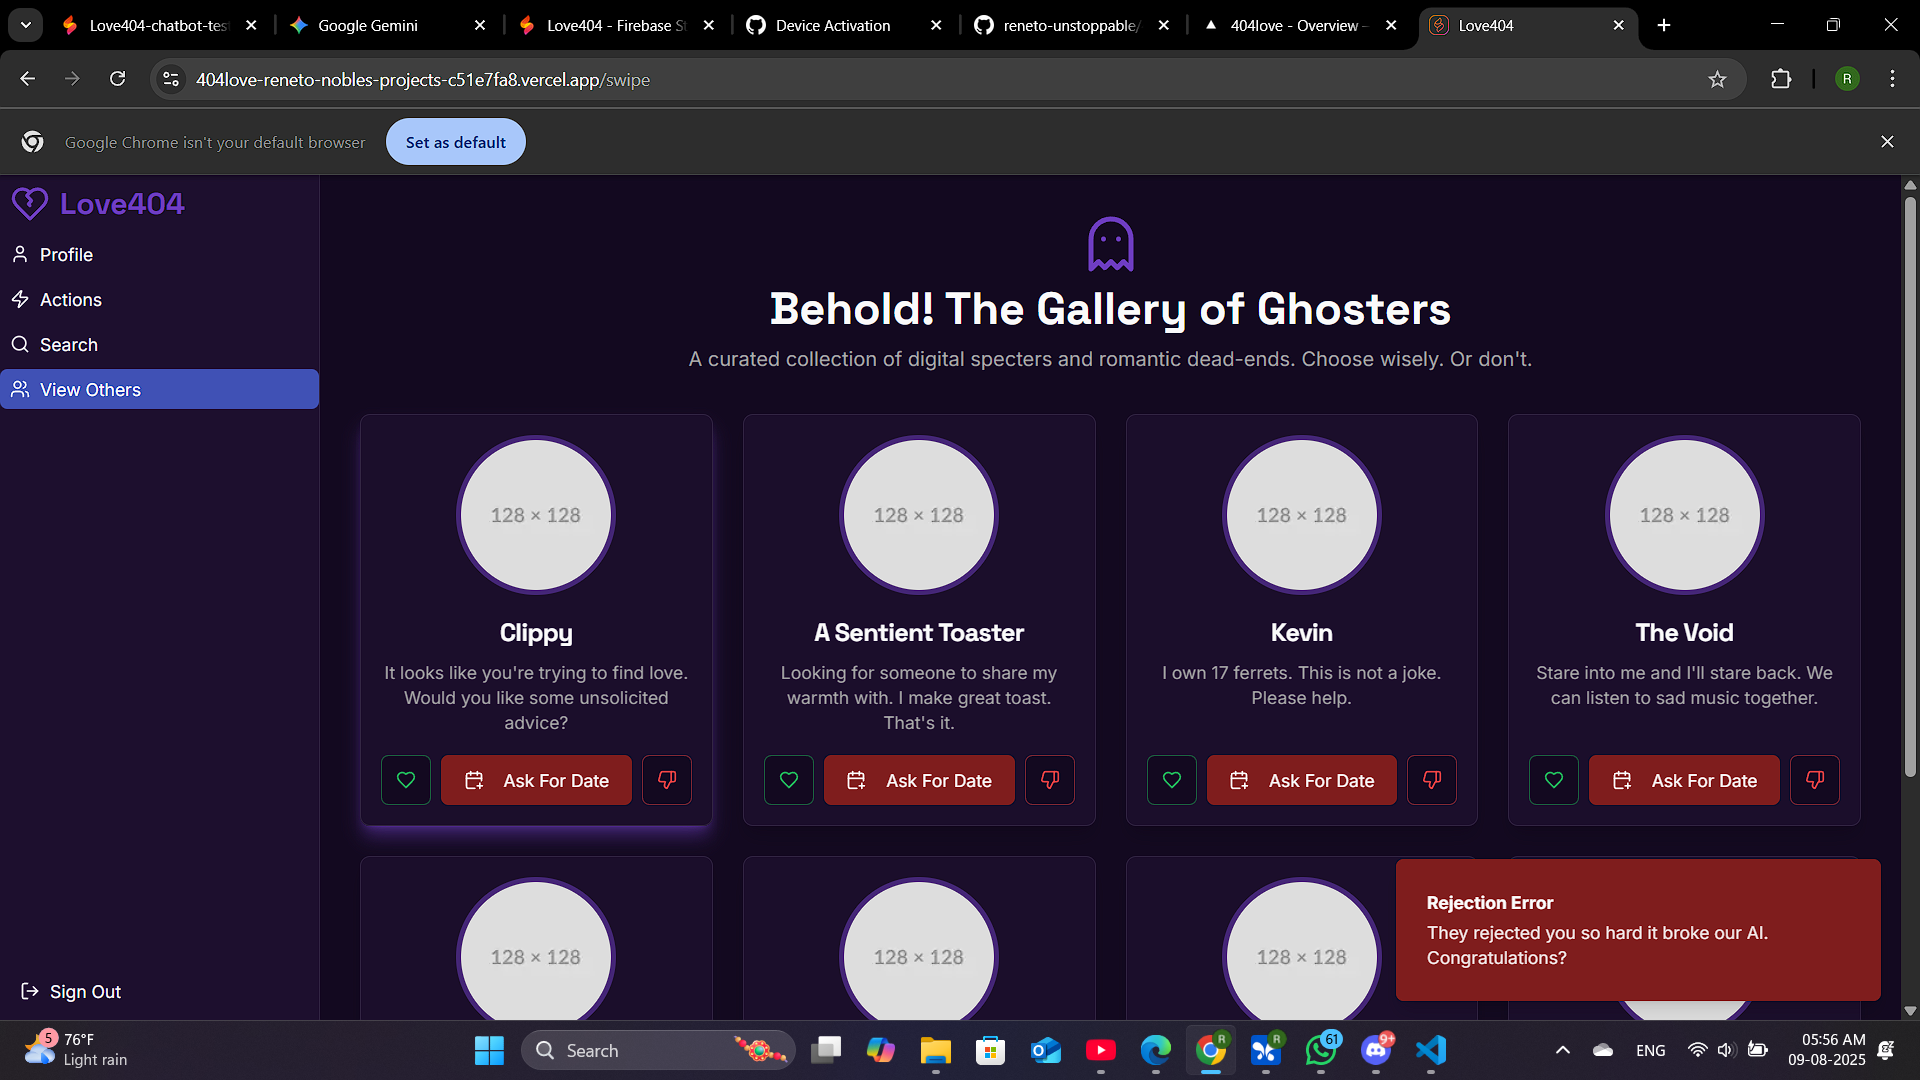 Love404-chatbot-tes
Google Gemini
Love404 - Firebase S
Device Activation
reneto-unstoppable/
404love - Overview -
Love404
404love-reneto-nobles-projects-c51e7fa8.vercel.app/swipe
R
Google Chrome isn't your default browser
Set as default
Love404
Profile
Actions
Search
View Others
Sign Out
Behold! The Gallery of Ghosters
A curated collection of digital specters and romantic dead-ends. Choose wisely. Or don't.
128 × 128
Clippy
It looks like you're trying to find love.
Would you like some unsolicited
advice?
Ask For Date
128 × 128
A Sentient Toaster
Looking for someone to share my
warmth with. I make great toast.
That's it.
Ask For Date
128 × 128
Kevin
I own 17 ferrets. This is not a joke.
Please help.
Ask For Date
128 × 128
The Void
Stare into me and I'll stare back. We
can listen to sad music together.
Ask For Date
128 × 128
128 × 128
128 × 128
Rejection Error
They rejected you so hard it broke our AI.
Congratulations?
5
76°F
Light rain
Search
R
R
61
9+
ENG
05:56 AM
09-08-2025